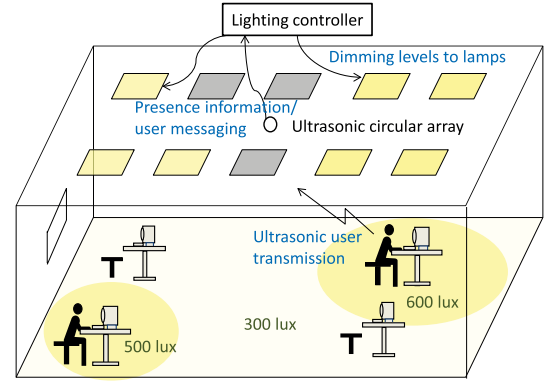 Lighting controller
Dimming levels to lamps
Presence information/
user messaging
Ultrasonic circular array
Ultrasonic user
transmission
600 lux
300 lux
500 lux